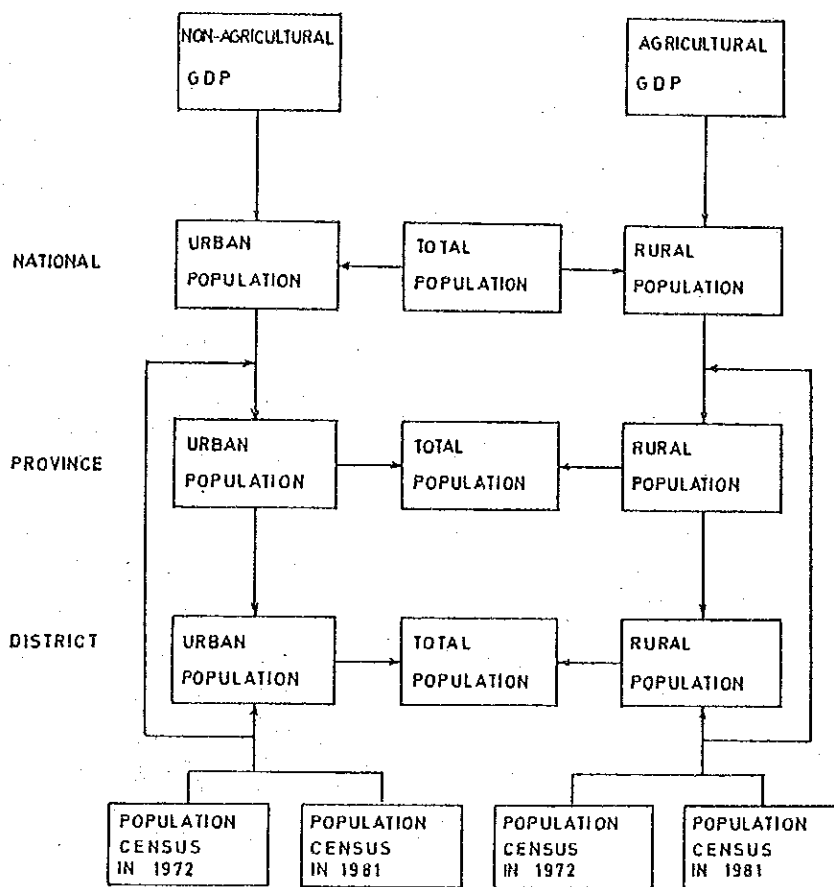 NON-AGRICULTURAL
GDP
AGRICULTURAL
GDP
NATIONAL
URBAN
POPULATION
TOTAL
POPULATION
RURAL
POPULATION
PROVINCE
URBAN
POPULATION
TOTAL
POPULATION
RURAL
POPULATION
DISTRICT
URBAN
POPULATION
TOTAL
POPULATION
RURAL
POPULATION
POPULATION
CENSUS
IN 1972
POPULATION
CENSUS
IN 1981
POPULATION
CENSUS
IN 1972
POPULATION
CENSUS
IN 1981